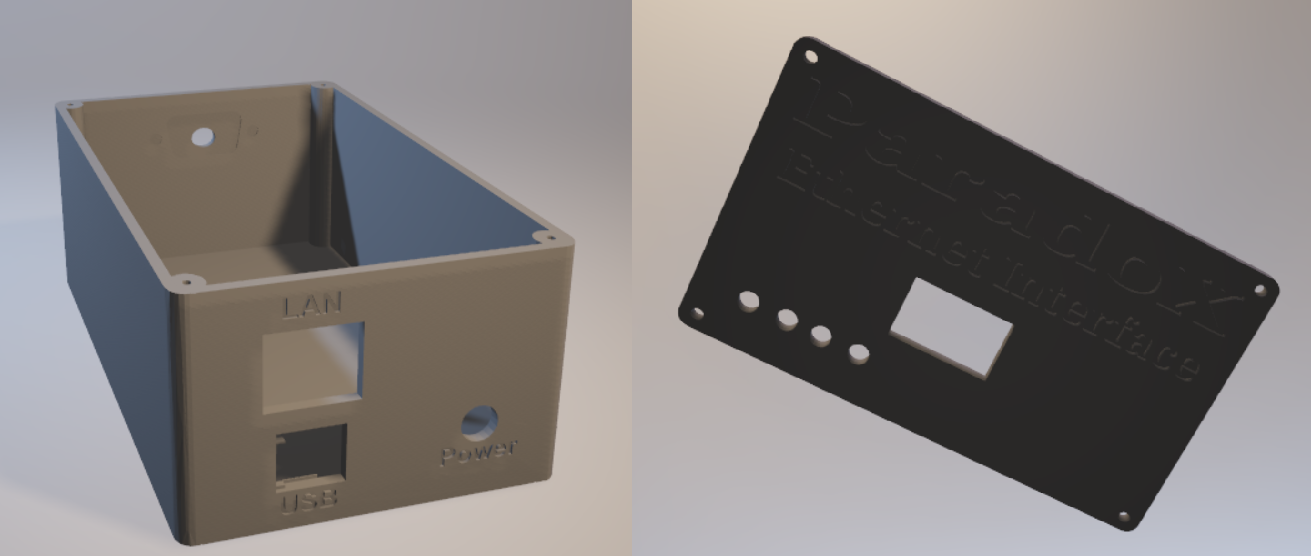 LAN
USB
Power
Paradox
Ethernet Interface